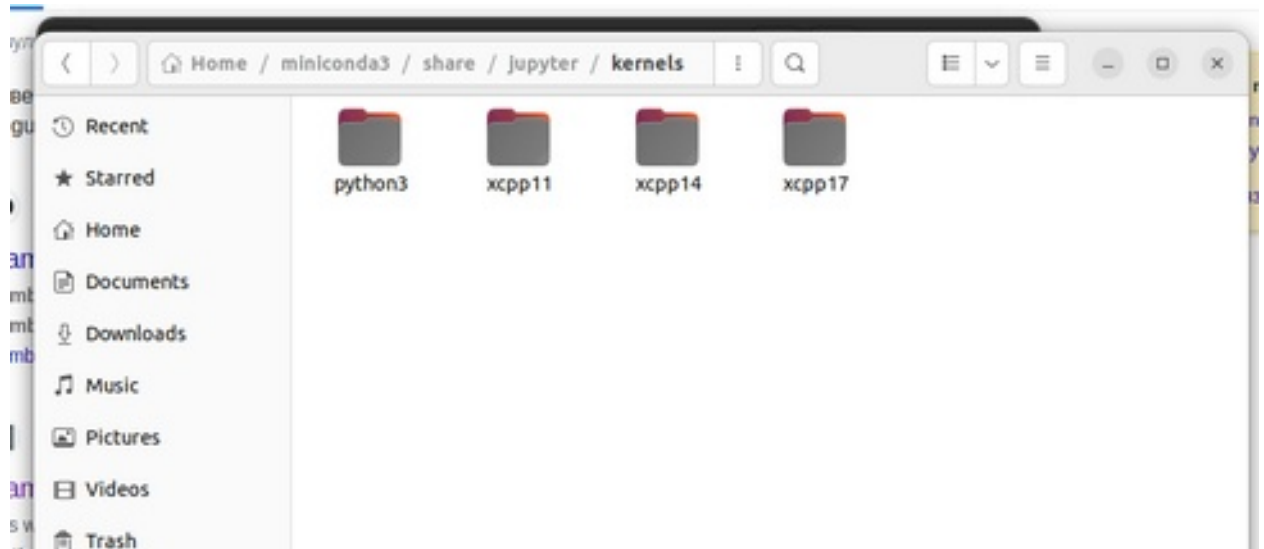 Home / miniconda3 / share / jupyter / kernels
Recent
Starred
Home
Documents
Downloads
Music
Pictures
Videos
Trash
python3 xcpp11 xcpp14 xcpp17